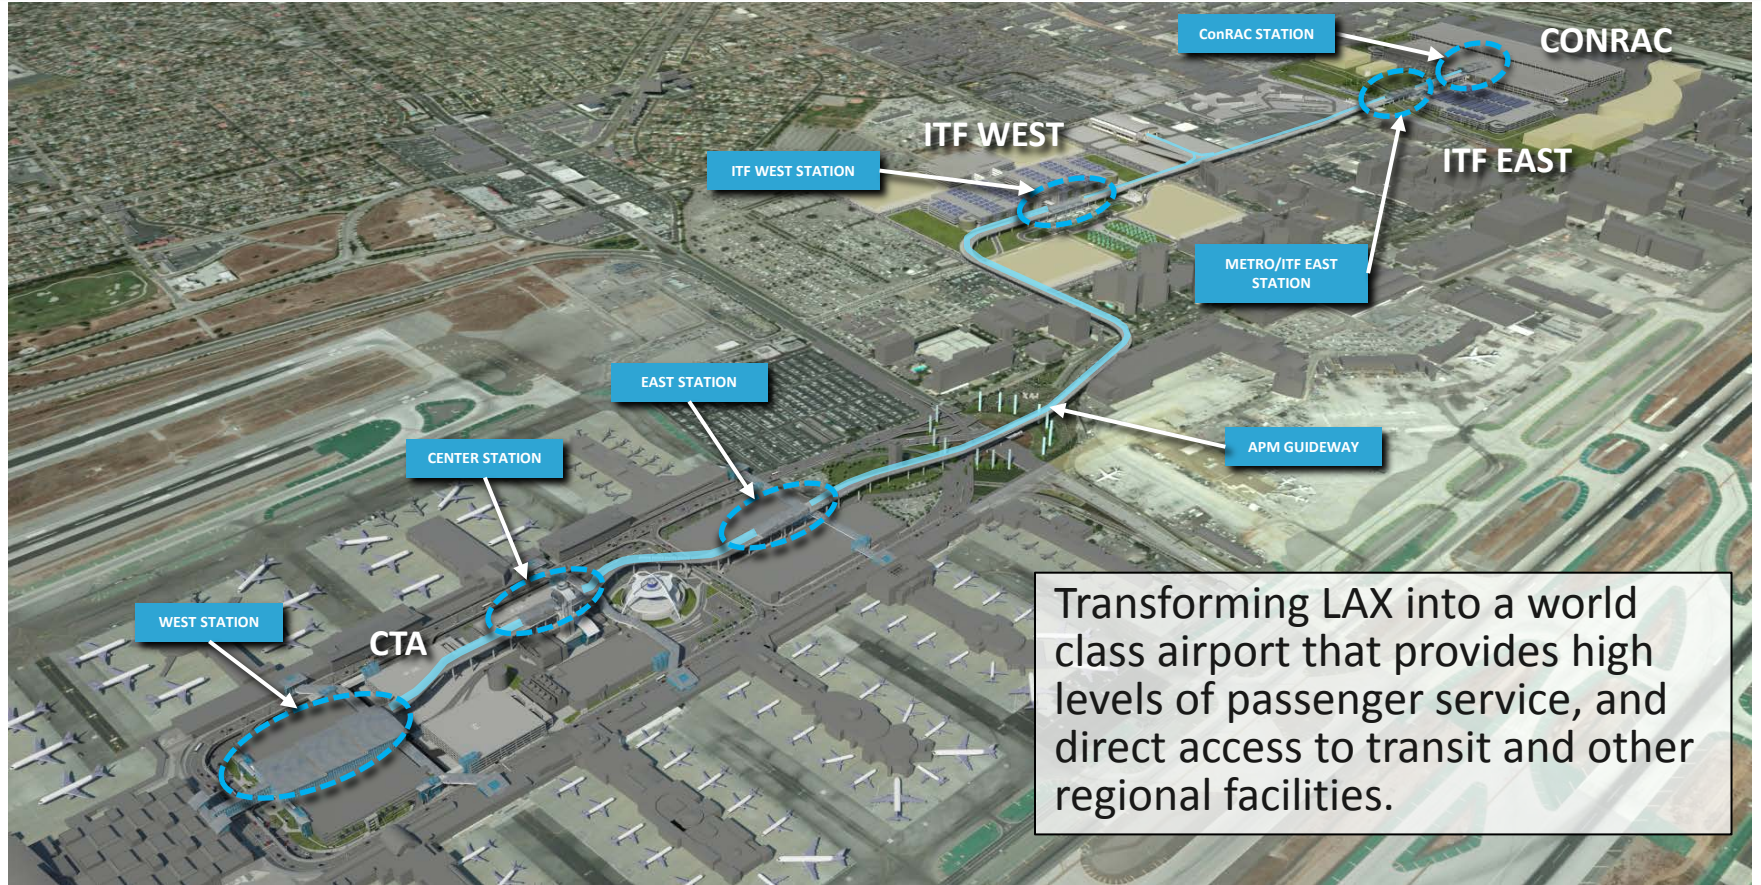 ConRAC STATION
CONRAC
ITF WEST
ITF WEST STATION
ITF EAST
METRO/ITF EAST
STATION
EAST STATION
APM GUIDEWAY
CENTER STATION
WEST STATION
CTA
Transforming LAX into a world
class airport that provides high
levels of passenger service, and
direct access to transit and other
regional facilities.